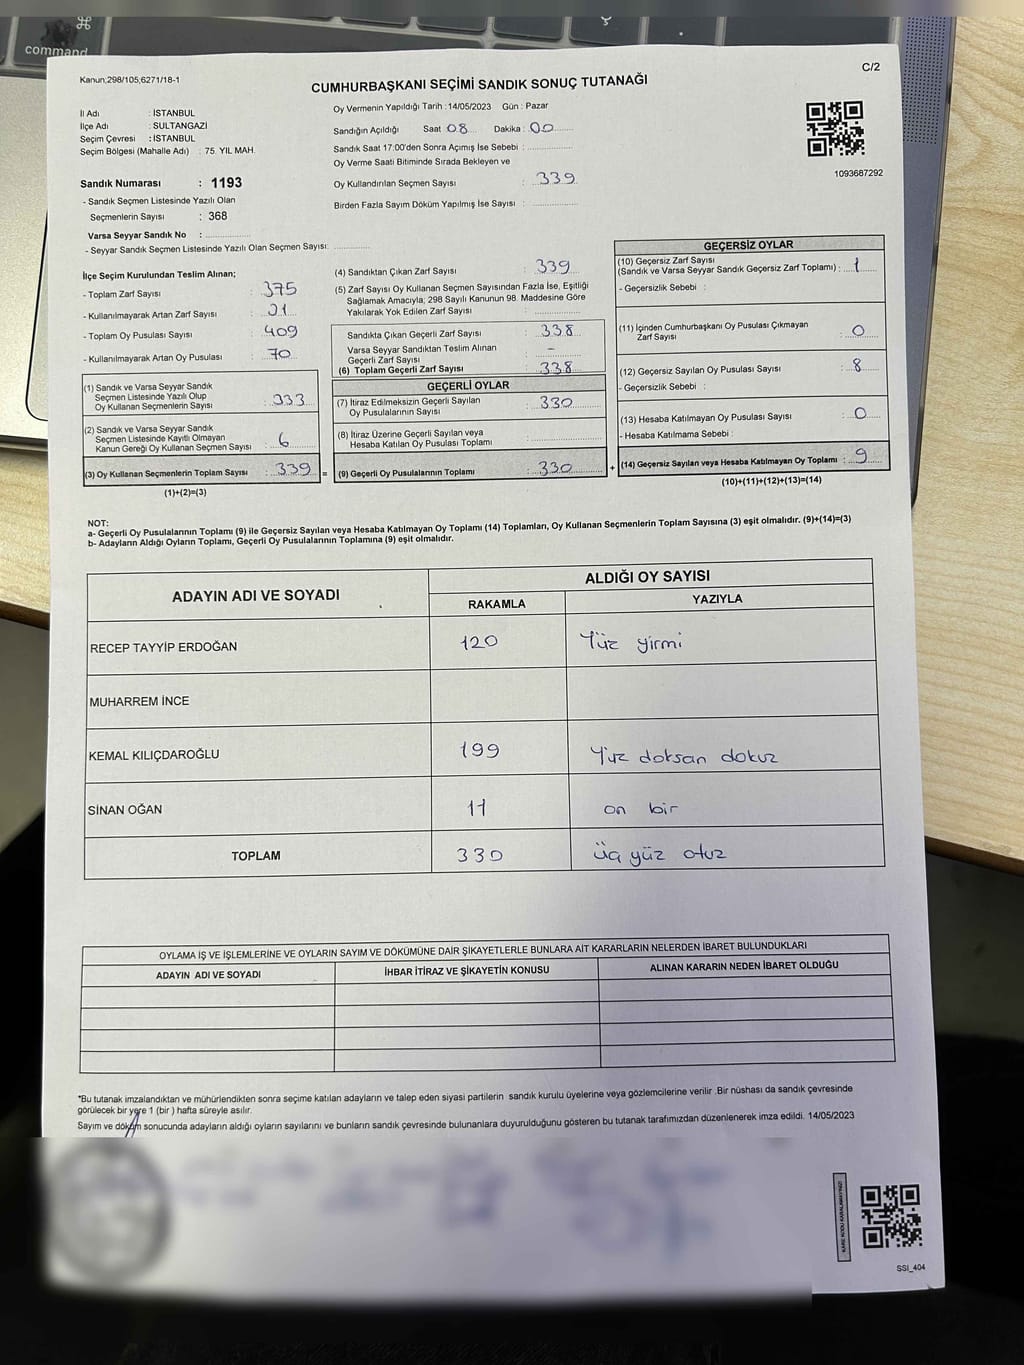 command
Kanun;298/105,6271/18-1
CUMHURBAŞKANI SEÇİMİ SANDIK SONUÇ TUTANAĞI
C/2
İl Adı : İSTANBUL
İlçe Adı : SULTANGAZİ
Seçim Çevresi : İSTANBUL
Seçim Bölgesi (Mahalle Adı) : 75. YIL MAH.
Oy Vermenin Yapıldığı Tarih : 14/05/2023 Gün : Pazar
Sandığın Açıldığı Saat 08 Dakika : 00
Sandık Saat 17:00'den Sonra Açımış İse Sebebi :
Oy Verme Saati Bitiminde Sırada Bekleyen ve
Oy Kullandırılan Seçmen Sayısı : 339
Birden Fazla Sayım Döküm Yapılmış İse Sayısı :
1093687292
Sandık Numarası : 1193
- Sandık Seçmen Listesinde Yazılı Olan
Seçmenlerin Sayısı : 368
Varsa Seyyar Sandık No :
- Seyyar Sandık Seçmen Listesinde Yazılı Olan Seçmen Sayısı:
İlçe Seçim Kurulundan Teslim Alınan;
- Toplam Zarf Sayısı : 375
- Kullanılmayarak Artan Zarf Sayısı : 21
- Toplam Oy Pusulası Sayısı : 409
- Kullanılmayarak Artan Oy Pusulası : 70
(1) Sandık ve Varsa Seyyar Sandık
Seçmen Listesinde Yazılı Olup
Oy Kullanan Seçmenlerin Sayısı : 333
(2) Sandık ve Varsa Seyyar Sandık
Seçmen Listesinde Kayıtlı Olmayan
Kanun Gereği Oy Kullanan Seçmen Sayısı : 6
(3) Oy Kullanan Seçmenlerin Toplam Sayısı : 339 =
(1)+(2)=(3)
(4) Sandıktan Çıkan Zarf Sayısı : 339
(5) Zarf Sayısı Oy Kullanan Seçmen Sayısından Fazla İse, Eşitliği
Sağlamak Amacıyla; 298 Sayılı Kanunun 98. Maddesine Göre
Yakılarak Yok Edilen Zarf Sayısı :
Sandıkta Çıkan Geçerli Zarf Sayısı : 338
Varsa Seyyar Sandıktan Teslim Alınan
Geçerli Zarf Sayısı : -
(6) Toplam Geçerli Zarf Sayısı : 338
GEÇERLİ OYLAR
(7) İtiraz Edilmeksizin Geçerli Sayılan
Oy Pusulalarının Sayısı : 330
(8) İtiraz Üzerine Geçerli Sayılan veya
Hesaba Katılan Oy Pusulası Toplamı :
(9) Geçerli Oy Pusulalarının Toplamı : 330 +
GEÇERSİZ OYLAR
(10) Geçersiz Zarf Sayısı
(Sandık ve Varsa Seyyar Sandık Geçersiz Zarf Toplamı) : 1
- Geçersizlik Sebebi :
(11) İçinden Cumhurbaşkanı Oy Pusulası Çıkmayan
Zarf Sayısı : 0
(12) Geçersiz Sayılan Oy Pusulası Sayısı : 8
- Geçersizlik Sebebi :
(13) Hesaba Katılmayan Oy Pusulası Sayısı : 0
- Hesaba Katılmama Sebebi :
(14) Geçersiz Sayılan veya Hesaba Katılmayan Oy Toplamı : 9
(10)+(11)+(12)+(13)=(14)
NOT:
a- Geçerli Oy Pusulalarının Toplamı (9) ile Geçersiz Sayılan veya Hesaba Katılmayan Oy Toplamı (14) Toplamları, Oy Kullanan Seçmenlerin Toplam Sayısına (3) eşit olmalıdır. (9)+(14)=(3)
b- Adayların Aldığı Oyların Toplamı, Geçerli Oy Pusulalarının Toplamına (9) eşit olmalıdır.
ADAYIN ADI VE SOYADI
ALDIĞI OY SAYISI
RAKAMLA YAZIYLA
RECEP TAYYİP ERDOĞAN 120 Yüz yirmi
MUHARREM İNCE
KEMAL KILIÇDAROĞLU 199 Yüz doksan dokuz
SİNAN OĞAN 11 on bir
TOPLAM 330 üç yüz otuz
OYLAMA İŞ VE İŞLEMLERİNE VE OYLARIN SAYIM VE DÖKÜMÜNE DAİR ŞİKAYETLERLE BUNLARA AİT KARARLARIN NELERDEN İBARET BULUNDUKLARI
ADAYIN ADI VE SOYADI İHBAR İTİRAZ VE ŞİKAYETİN KONUSU ALINAN KARARIN NEDEN İBARET OLDUĞU
*Bu tutanak imzalandıktan ve mühürlendikten sonra seçime katılan adayların ve talep eden siyasi partilerin sandık kurulu üyelerine veya gözlemcilerine verilir .Bir nüshası da sandık çevresinde
görülecek bir yere 1 (bir ) hafta süreyle asılır.
Sayım ve döküm sonucunda adayların aldığı oyların sayılarını ve bunların sandık çevresinde bulunanlara duyurulduğunu gösteren bu tutanak tarafımızdan düzenlenerek imza edildi. 14/05/2023
SSI_404